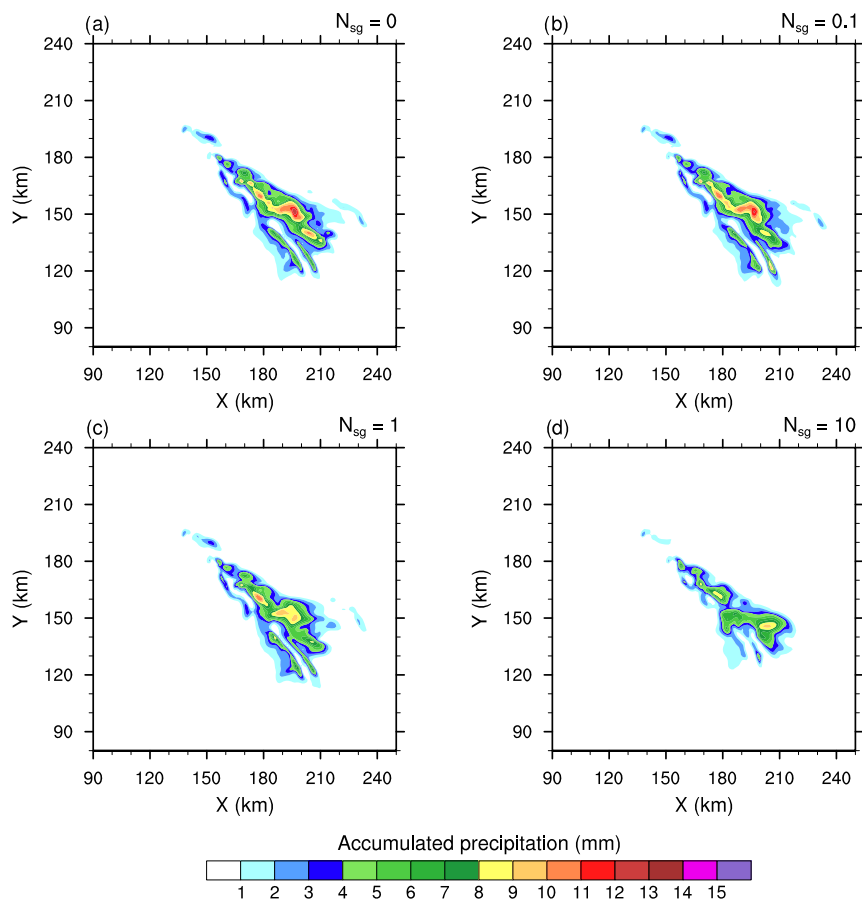 (a) N_sg = 0
240
210
180
150
120
90
Y (km)
90 120 150 180 210 240
X (km)
(b) N_sg = 0.1
240
210
180
150
120
90
Y (km)
90 120 150 180 210 240
X (km)
(c) N_sg = 1
240
210
180
150
120
90
Y (km)
90 120 150 180 210 240
X (km)
(d) N_sg = 10
240
210
180
150
120
90
Y (km)
90 120 150 180 210 240
X (km)
Accumulated precipitation (mm)
1 2 3 4 5 6 7 8 9 10 11 12 13 14 15